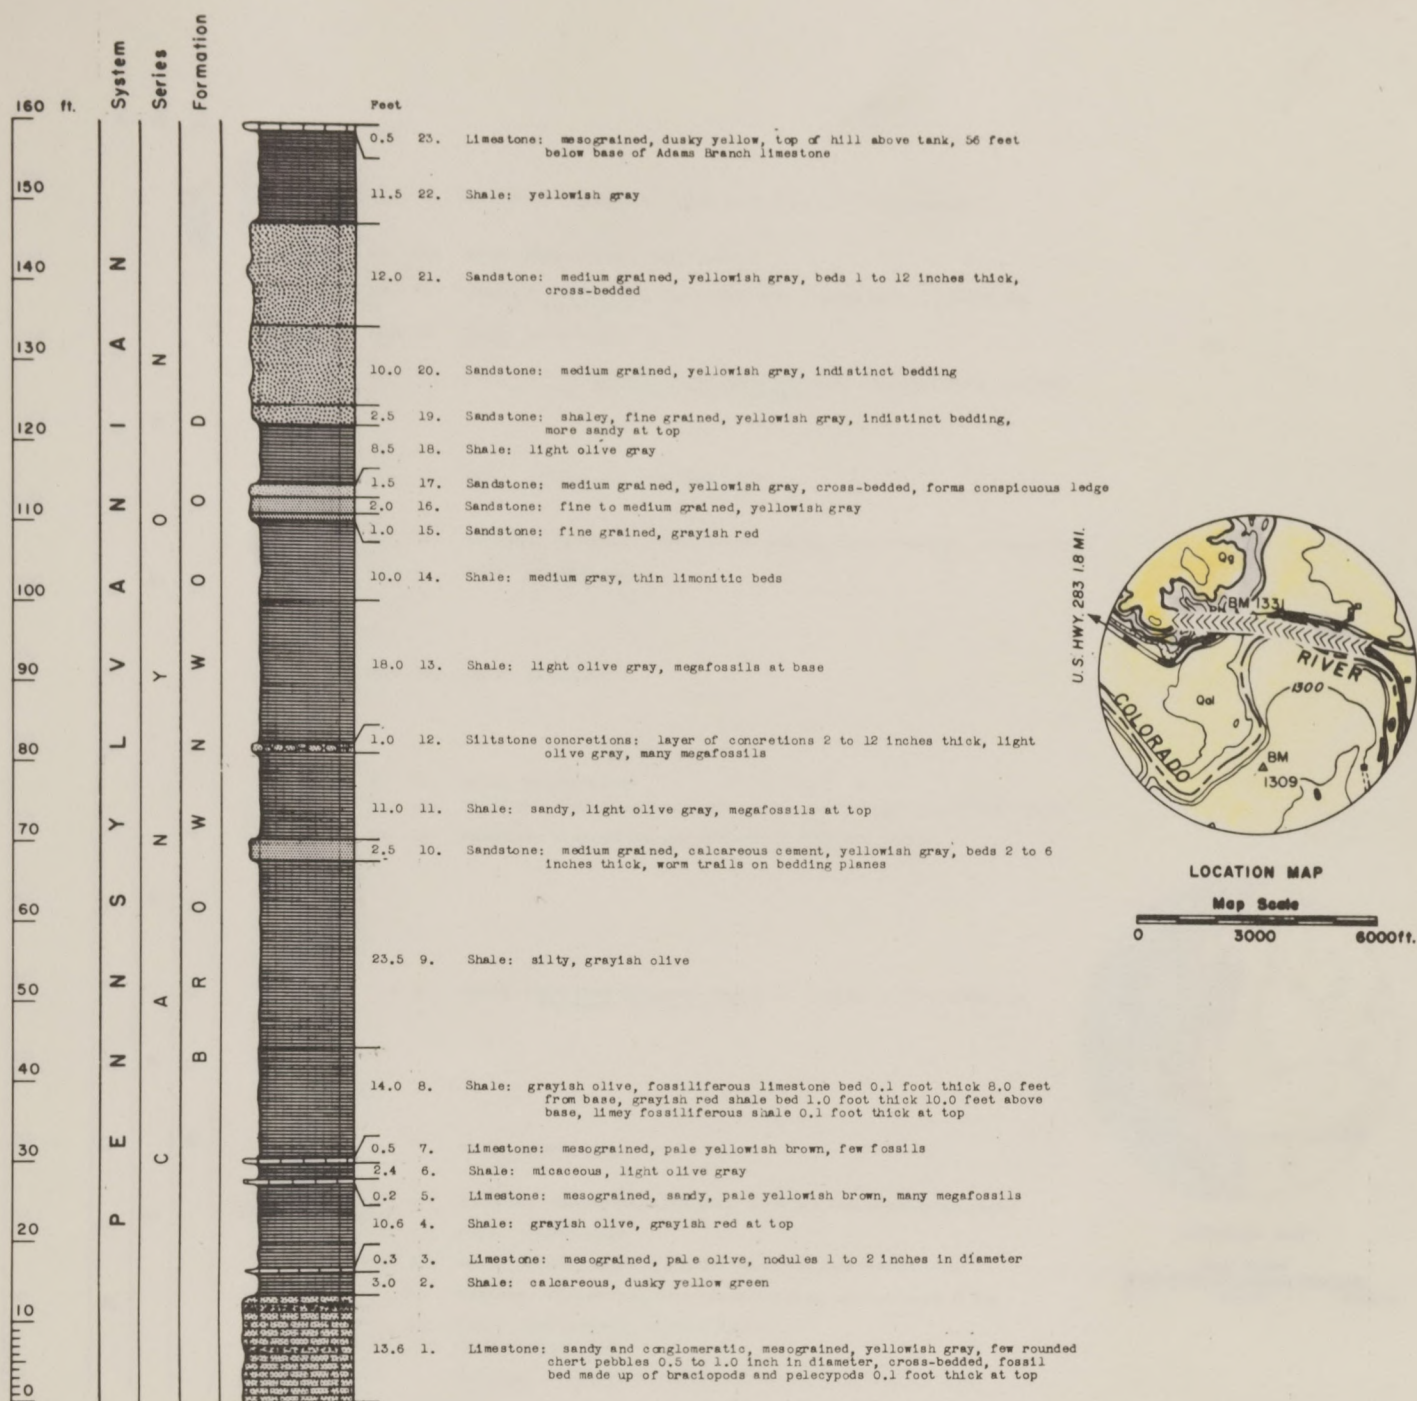 System
Series
Formation
160 ft.
150
140
130
120
110
100
90
80
70
60
50
40
30
20
10
0
PENNSYLVANIAN
CANYON
BROWNWOOD
Feet
0.5 23. Limestone: mesograined, dusky yellow, top of hill above tank, 56 feet
below base of Adams Branch limestone
11.5 22. Shale: yellowish gray
12.0 21. Sandstone: medium grained, yellowish gray, beds 1 to 12 inches thick,
cross-bedded
10.0 20. Sandstone: medium grained, yellowish gray, indistinct bedding
2.5 19. Sandstone: shaley, fine grained, yellowish gray, indistinct bedding,
more sandy at top
8.5 18. Shale: light olive gray
1.5 17. Sandstone: medium grained, yellowish gray, cross-bedded, forms conspicuous ledge
2.0 16. Sandstone: fine to medium grained, yellowish gray
1.0 15. Sandstone: fine grained, grayish red
10.0 14. Shale: medium gray, thin limonitic beds
18.0 13. Shale: light olive gray, megafossils at base
1.0 12. Siltstone concretions: layer of concretions 2 to 12 inches thick, light
olive gray, many megafossils
11.0 11. Shale: sandy, light olive gray, megafossils at top
2.5 10. Sandstone: medium grained, calcareous cement, yellowish gray, beds 2 to 6
inches thick, worm trails on bedding planes
23.5 9. Shale: silty, grayish olive
14.0 8. Shale: grayish olive, fossiliferous limestone bed 0.1 foot thick 8.0 feet
from base, grayish red shale bed 1.0 foot thick 10.0 feet above
base, limey fossiliferous shale 0.1 foot thick at top
0.5 7. Limestone: mesograined, pale yellowish brown, few fossils
2.4 6. Shale: micaceous, light olive gray
0.2 5. Limestone: mesograined, sandy, pale yellowish brown, many megafossils
10.6 4. Shale: grayish olive, grayish red at top
0.3 3. Limestone: mesograined, pale olive, nodules 1 to 2 inches in diameter
3.0 2. Shale: calcareous, dusky yellow green
13.6 1. Limestone: sandy and conglomeratic, mesograined, yellowish gray, few rounded
chert pebbles 0.5 to 1.0 inch in diameter, cross-bedded, fossil
bed made up of braciopods and pelecypods 0.1 foot thick at top
U.S. HWY. 283 1.8 MI.
Qg
BM 1331
RIVER
1300
Qal
COLORADO
BM
1309
LOCATION MAP
Map Scale
0 3000 6000ft.